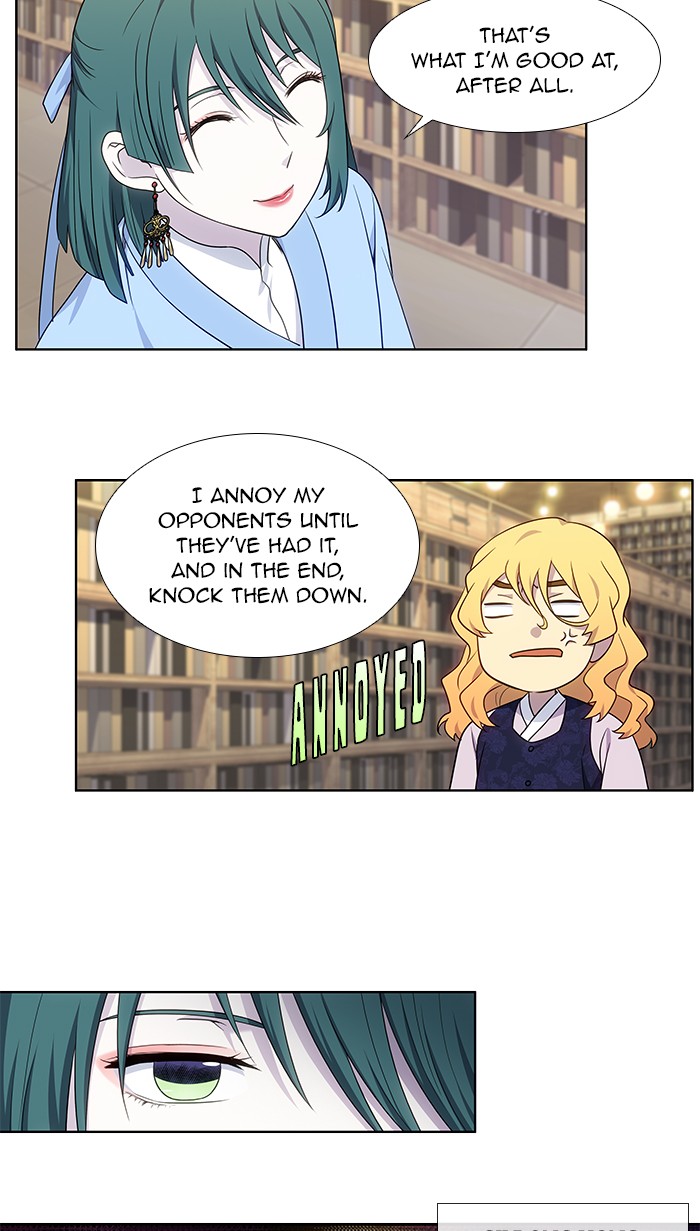 THAT'S
WHAT I'M GOOD AT,
AFTER ALL.
I ANNOY MY
OPPONENTS UNTIL
THEY'VE HAD IT,
AND IN THE END,
KNOCK THEM DOWN.
ANNOYED